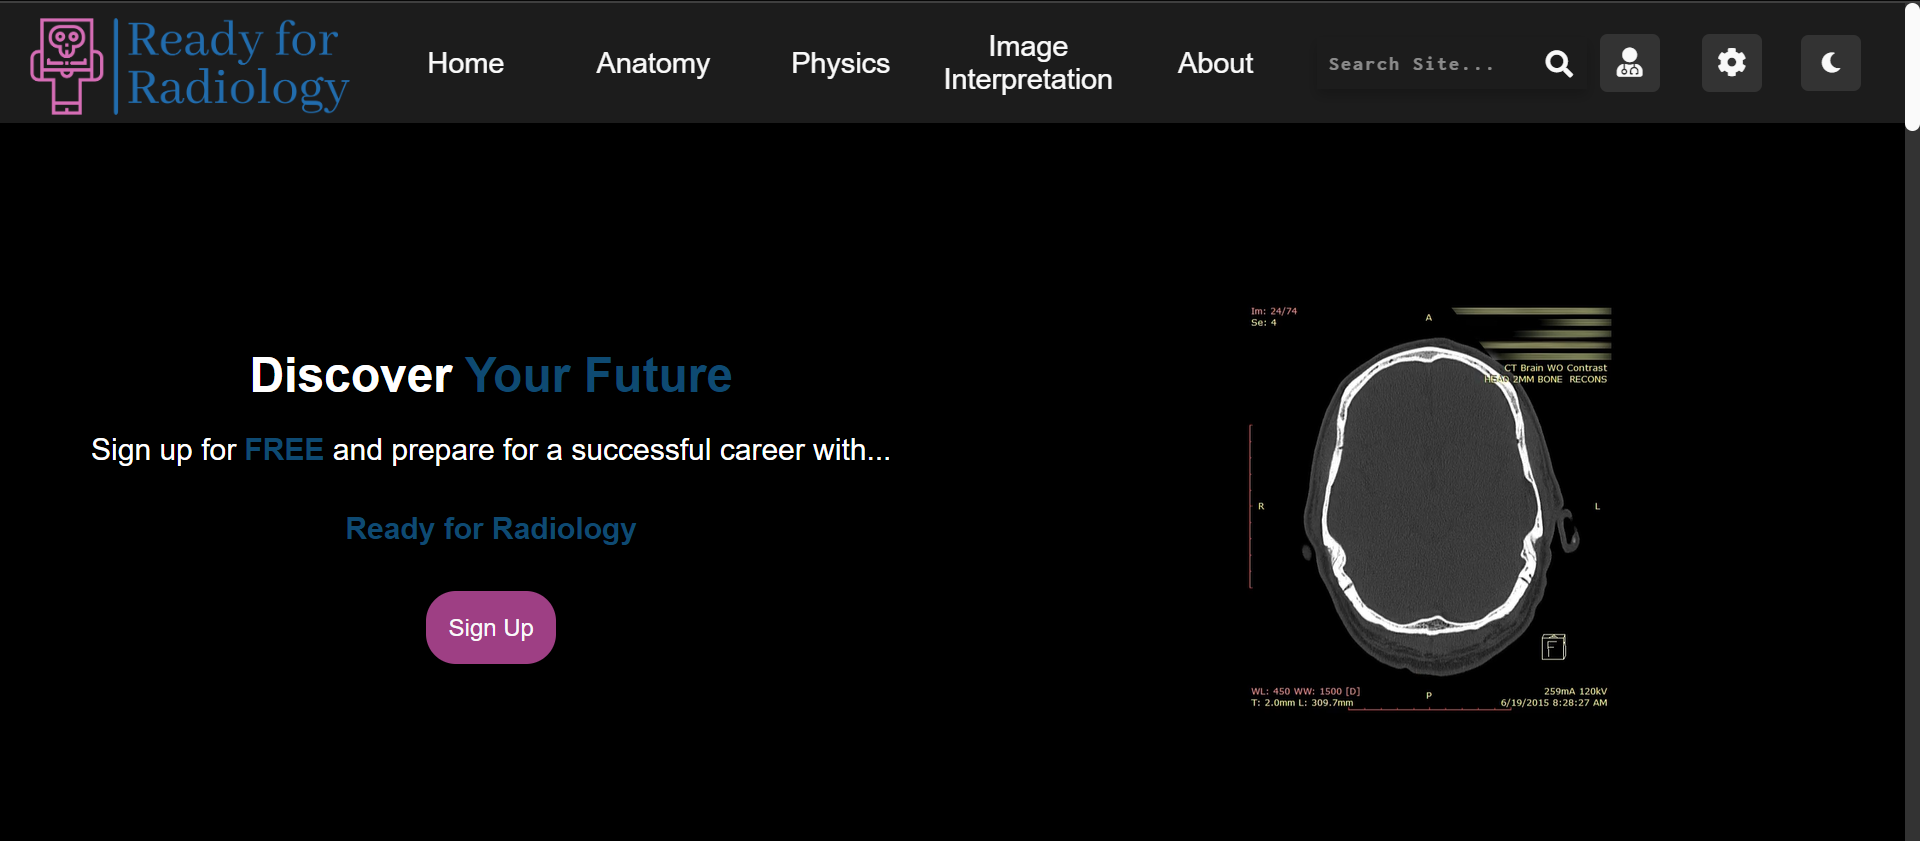 Ready for
Radiology
Home
Anatomy
Physics
Image
Interpretation
About
Search Site...
Discover Your Future
Sign up for FREE and prepare for a successful career with...
Ready for Radiology
Sign Up
Im: 24/74
Se: 4
A
CT Brain WO Contrast
HEAD 2MM BONE RECONS
R
L
F
WL: 450 WW: 1500 [D]
T: 2.0mm L: 309.7mm
P
259mA 120kV
6/19/2015 8:28:27 AM